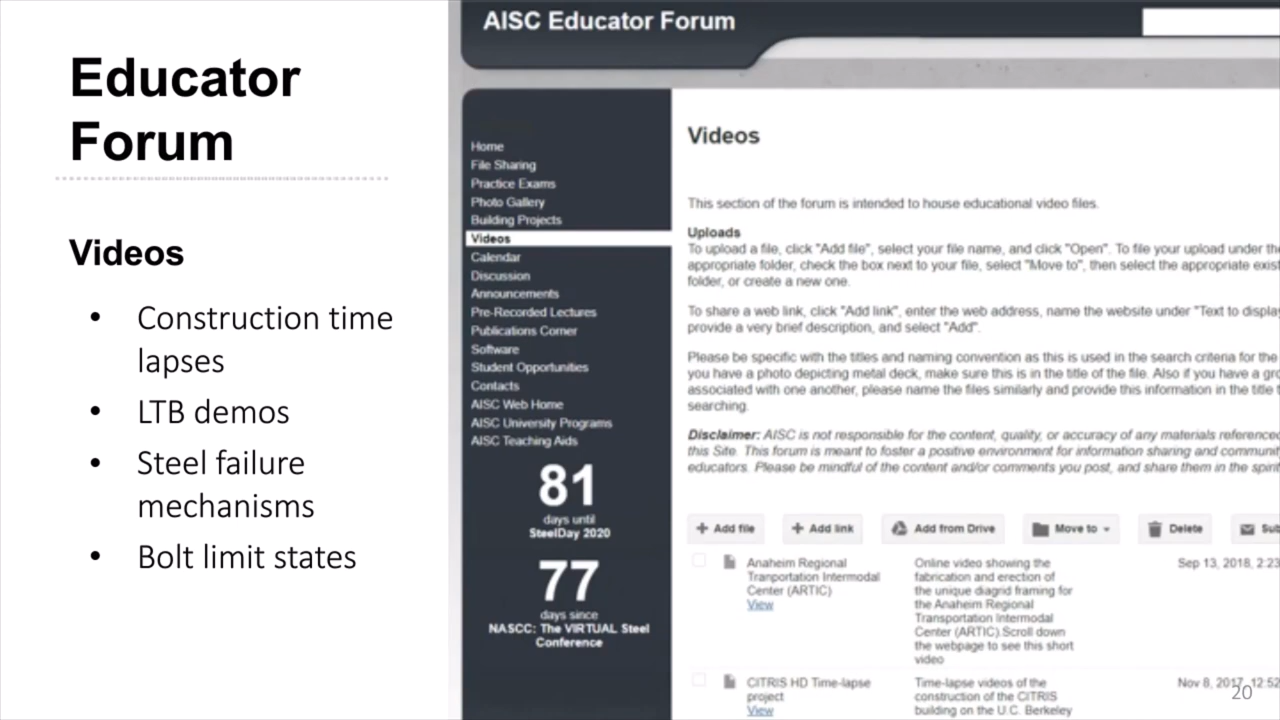 Educator
Forum
Videos
• Construction time
lapses
• LTB demos
• Steel failure
mechanisms
• Bolt limit states
AISC Educator Forum
Home
File Sharing
Practice Exams
Photo Gallery
Building Projects
Videos
Calendar
Discussion
Announcements
Pre-Recorded Lectures
Publications Corner
Software
Student Opportunities
Contacts
AISC Web Home
AISC University Programs
AISC Teaching Aids
81
days until
SteelDay 2020
77
days since
NASCC: The VIRTUAL Steel
Conference
Videos
This section of the forum is intended to house educational video files.
Uploads
To upload a file, click "Add file", select your file name, and click "Open". To file your upload under the
appropriate folder, check the box next to your file, select "Move to", then select the appropriate exist
folder, or create a new one.
To share a web link, click "Add link", enter the web address, name the website under "Text to display
provide a very brief description, and select "Add".
Please be specific with the titles and naming convention as this is used in the search criteria for the
you have a photo depicting metal deck, make sure this is in the title of the file. Also if you have a gro
associated with one another, please name the files similarly and provide this information in the title
searching.
Disclaimer: AISC is not responsible for the content, quality, or accuracy of any materials referenced
this Site. This forum is meant to foster a positive environment for information sharing and community
educators. Please be mindful of the content and/or comments you post, and share them in the spirit
+ Add file + Add link Add from Drive Move to Delete Sub
Anaheim Regional
Tranportation Intermodal
Center (ARTIC)
View
Online video showing the
fabrication and erection of
the unique diagrid framing for
the Anaheim Regional
Transportation Intermodal
Center (ARTIC).Scroll down
the webpage to see this short
video
Sep 13, 2018, 2:23
CITRIS HD Time-lapse
project
View
Time-lapse videos of the
construction of the CITRIS
building on the U.C. Berkeley
Nov 8, 2017, 12:52
20